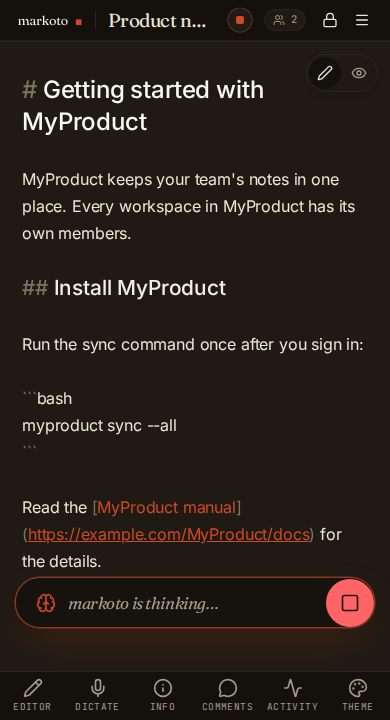 markoto
Product n...
2
# Getting started with
MyProduct
MyProduct keeps your team's notes in one
place. Every workspace in MyProduct has its
own members.
## Install MyProduct
Run the sync command once after you sign in:
```bash
myproduct sync --all
```
Read the [MyProduct manual]
(https://example.com/MyProduct/docs) for
the details.
markoto is thinking...
EDITOR
DICTATE
INFO
COMMENTS
ACTIVITY
THEME